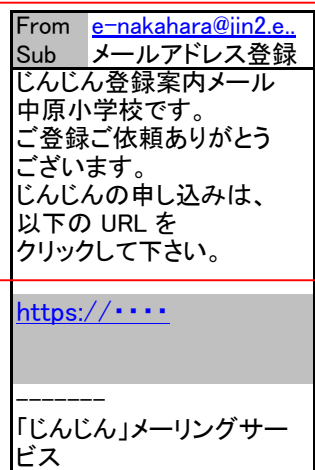 From e-nakahara@jin2.e..
Sub メールアドレス登録
じんじん登録案内メール
中原小学校です。
ご登録ご依頼ありがとう
ございます。
じんじんの申し込みは、
以下の URL を
クリックして下さい。
https://・・・・
-------
「じんじん」メーリングサー
ビス